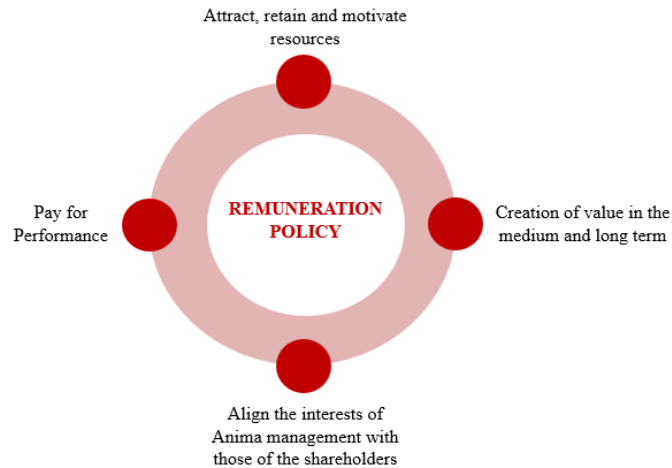 Attract, retain and motivate
resources
Pay for
Performance
REMUNERATION
POLICY
Creation of value in the
medium and long term
Align the interests of
Anima management with
those of the shareholders